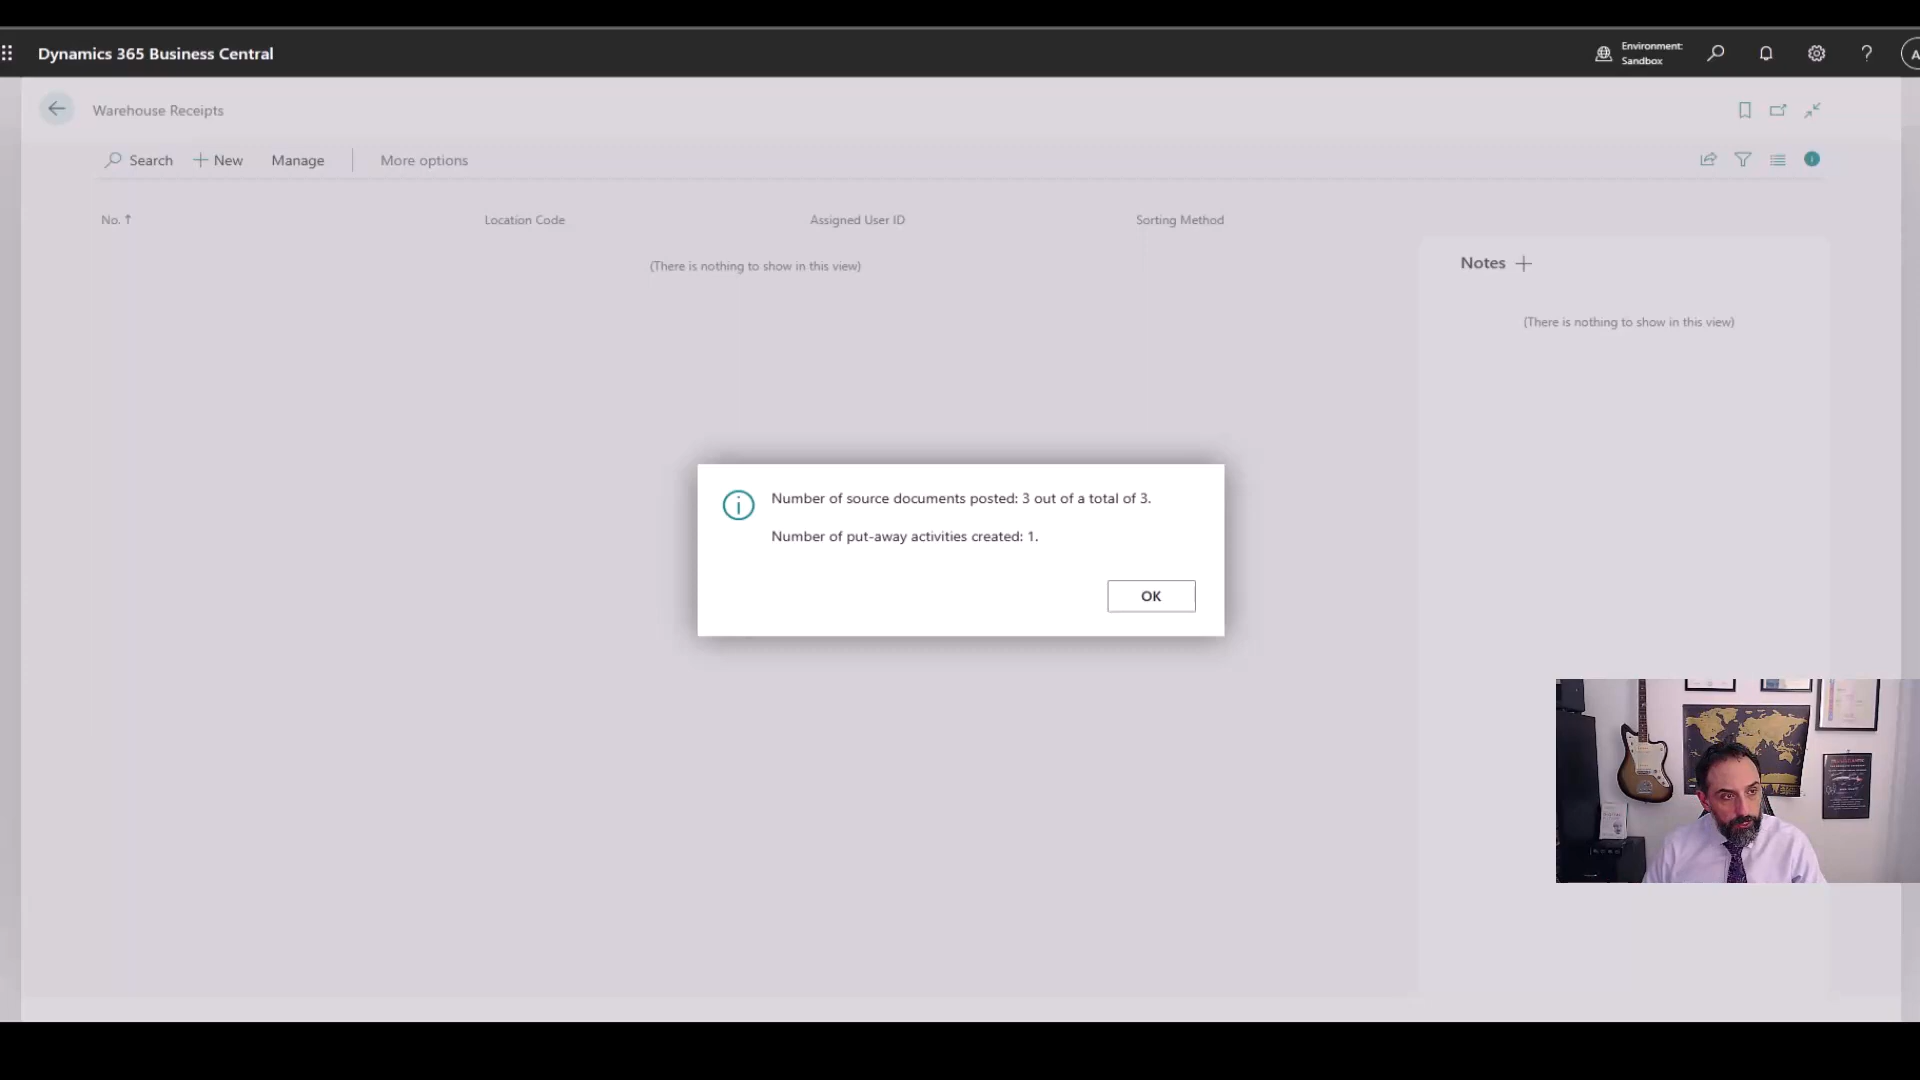 Dynamics 365 Business Central
Environment:
Sandbox
?
A
Warehouse Receipts
Search
New
Manage
More options
No. ↑
Location Code
Assigned User ID
Sorting Method
(There is nothing to show in this view)
Notes
(There is nothing to show in this view)
Number of source documents posted: 3 out of a total of 3.
Number of put-away activities created: 1.
OK